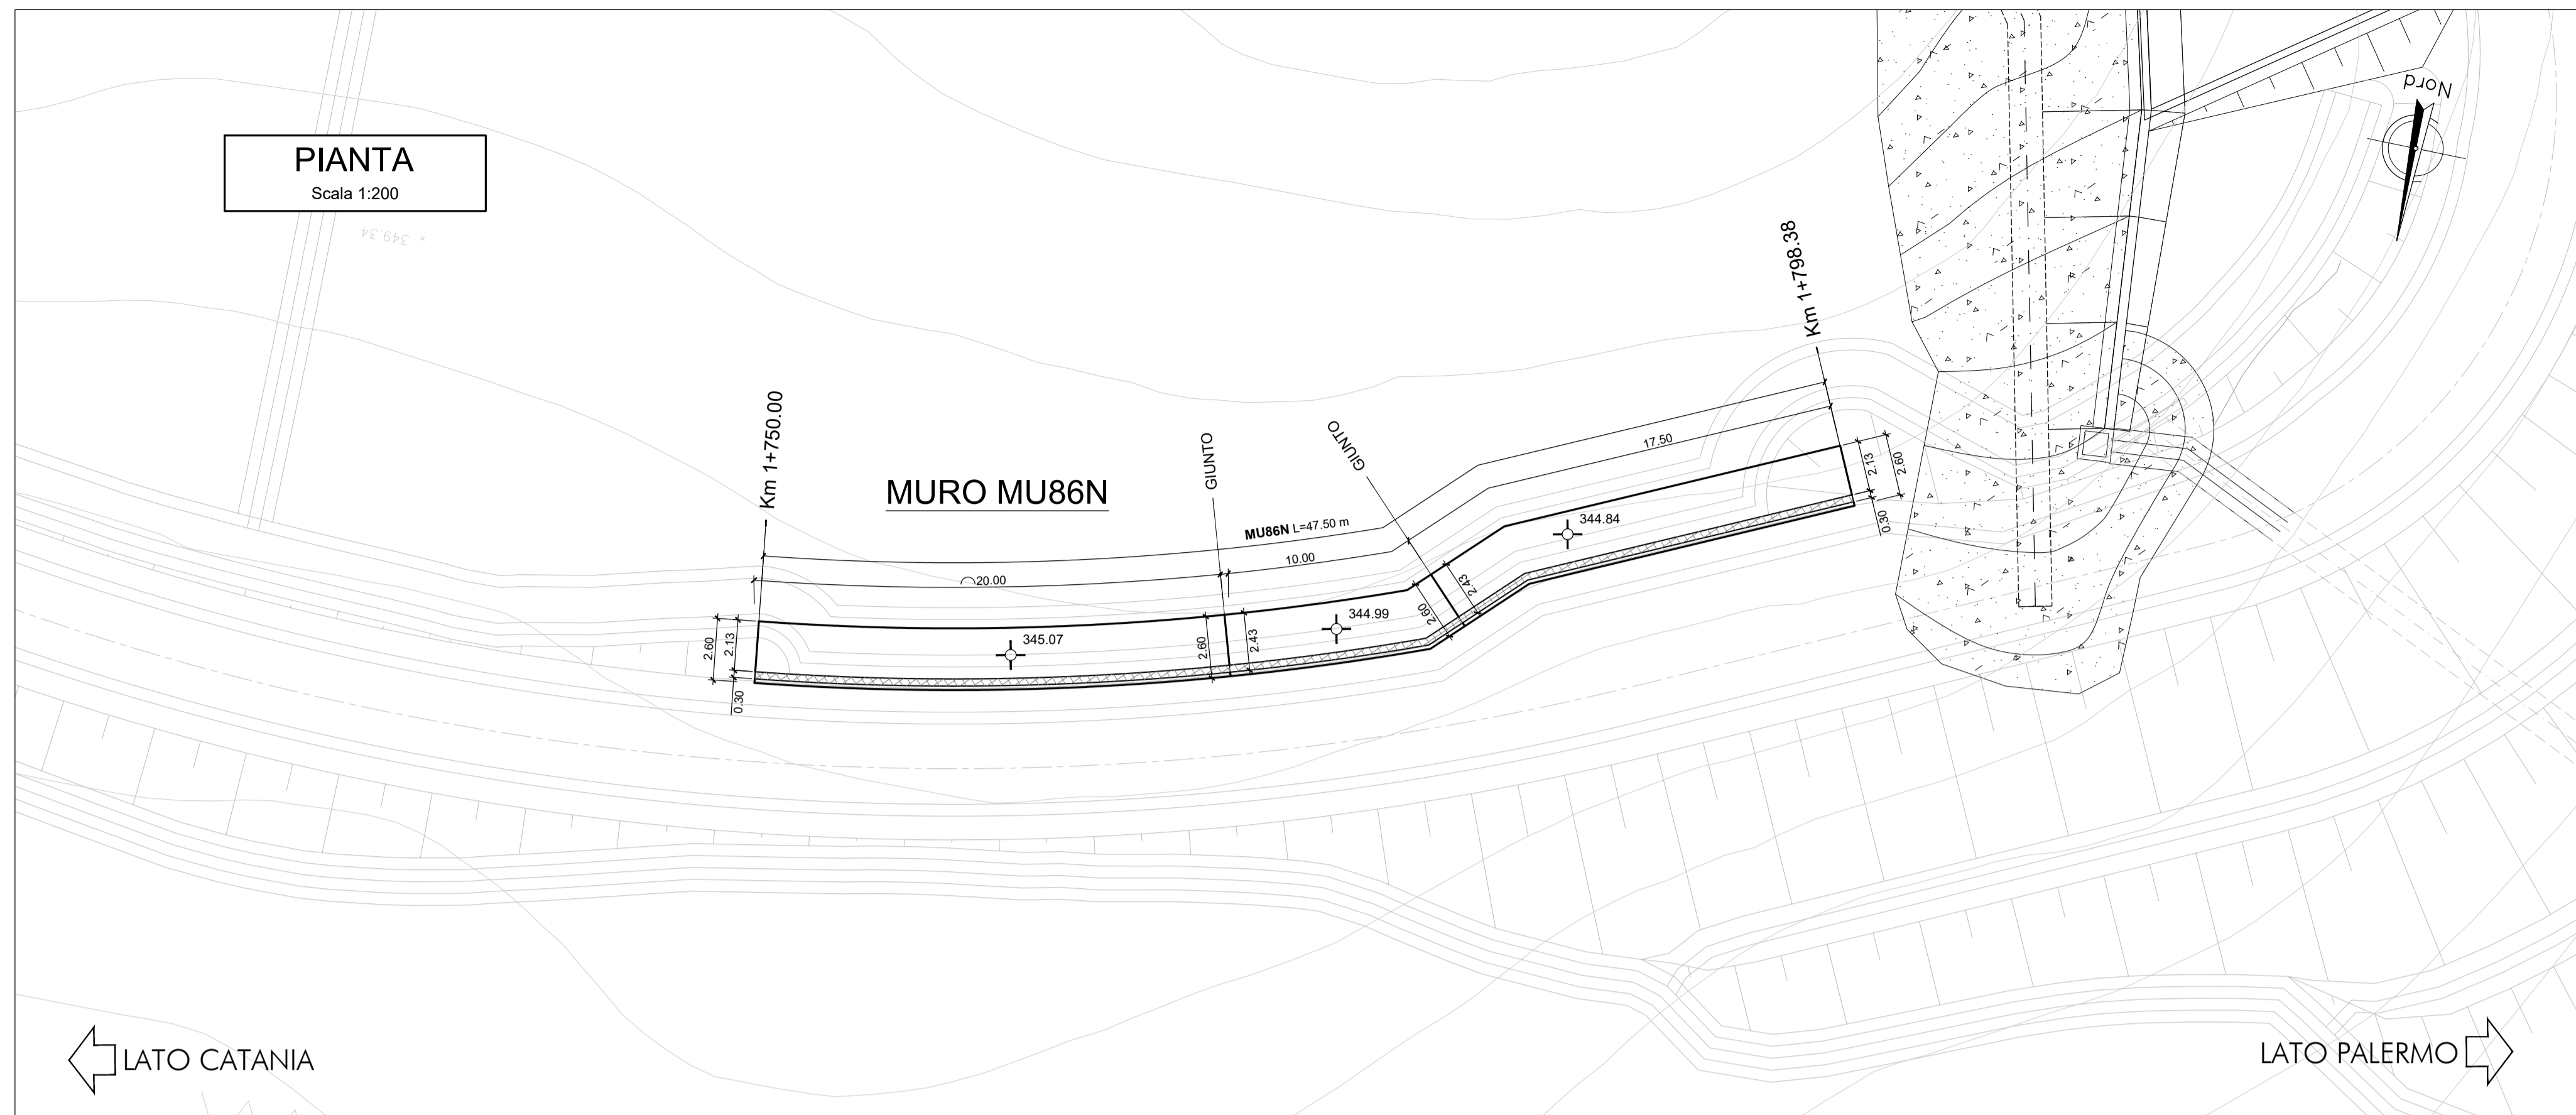 Nord
PIANTA
Scala 1:200
349.34
Km 1+798.38
Km 1+750.00
MURO MU86N
GIUNTO
GIUNTO
17.50
2.13
2.60
0.30
MU86N L=47.50 m
344.84
10.00
20.00
2.43
2.60
344.99
345.07
2.60
2.13
2.60
2.43
0.30
LATO CATANIA
LATO PALERMO